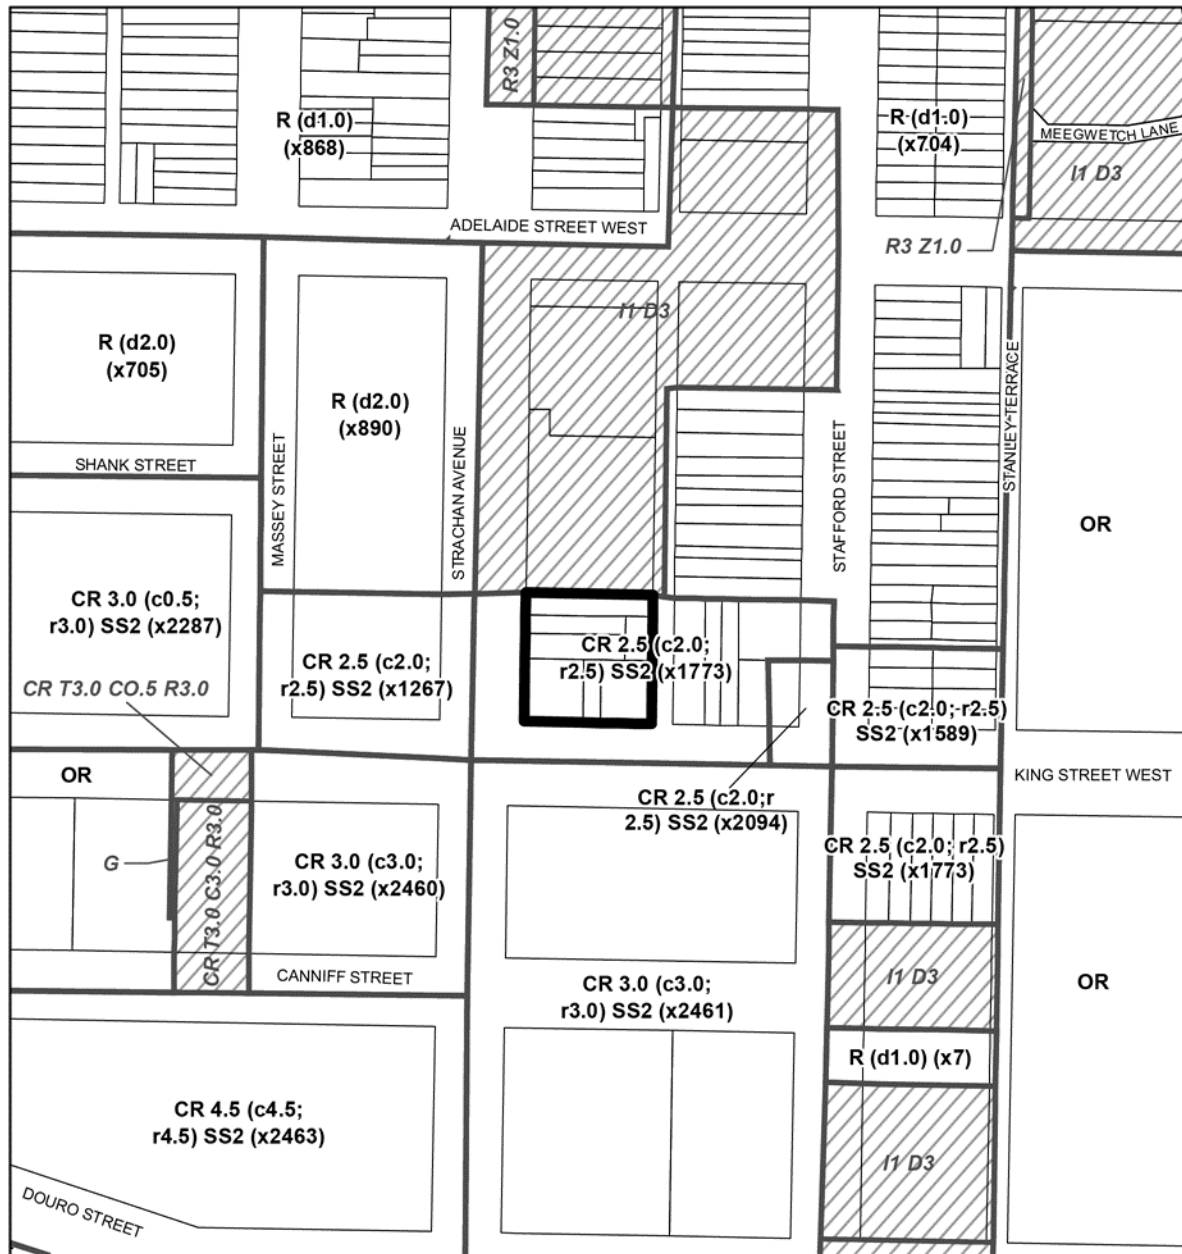 R3 Z1.0
R (d1.0)
(x868)
R (d1.0)
(x704)
MEEGWETCH LANE
I1 D3
ADELAIDE STREET WEST
R3 Z1.0
I1 D3
R (d2.0)
(x705)
R (d2.0)
(x890)
STANLEY TERRACE
SHANK STREET
MASSEY STREET
STRACHAN AVENUE
STAFFORD STREET
OR
CR 3.0 (c0.5;
r3.0) SS2 (x2287)
CR 2.5 (c2.0;
r2.5) SS2 (x1267)
CR 2.5 (c2.0;
r2.5) SS2 (x1773)
CR T3.0 CO.5 R3.0
CR 2.5 (c2.0; r2.5)
SS2 (x1589)
OR
KING STREET WEST
CR 2.5 (c2.0;r
2.5) SS2 (x2094)
CR 2.5 (c2.0; r2.5)
SS2 (x1773)
G
CR T3.0 C3.0 R3.0
CR 3.0 (c3.0;
r3.0) SS2 (x2460)
CANNIFF STREET
CR 3.0 (c3.0;
r3.0) SS2 (x2461)
I1 D3
OR
R (d1.0) (x7)
CR 4.5 (c4.5;
r4.5) SS2 (x2463)
I1 D3
DOURO STREET